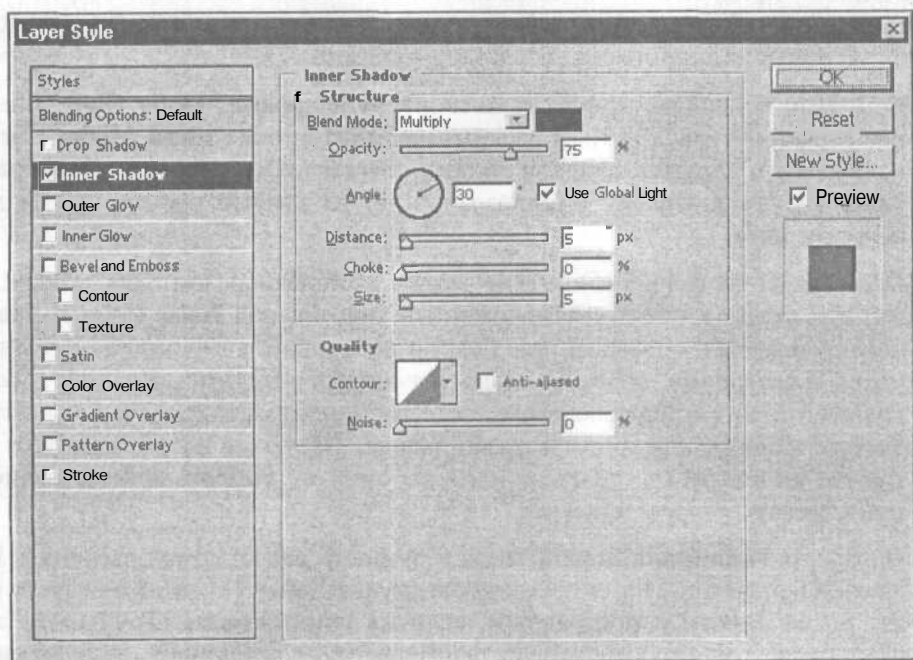 Layer Style
Styles
Blending Options: Default
Drop Shadow
Inner Shadow
Outer Glow
Inner Glow
Bevel and Emboss
Contour
Texture
Satin
Color Overlay
Gradient Overlay
Pattern Overlay
Stroke
Inner Shadow
Structure
Blend Mode: Multiply
Opacity: 75 %
Angle: 30 ° Use Global Light
Distance: 5 px
Choke: 0 %
Size: 5 px
Quality
Contour: Anti-aliased
Noise: 0 %
OK
Reset
New Style...
Preview